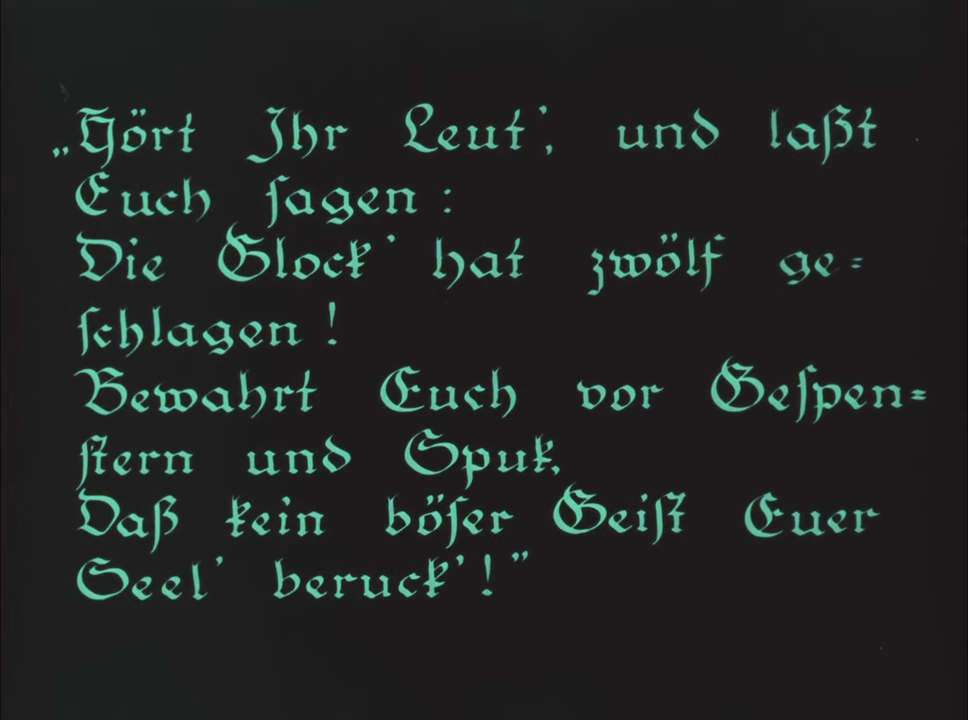 „Hört Ihr Leut', und laßt
Euch ſagen :
Die Glock' hat zwölf ge=
ſchlagen !
Bewahrt Euch vor Geſpen=
ſtern und Spuk,
Daß kein böſer Geiſt Euer
Seel' beruck'!”